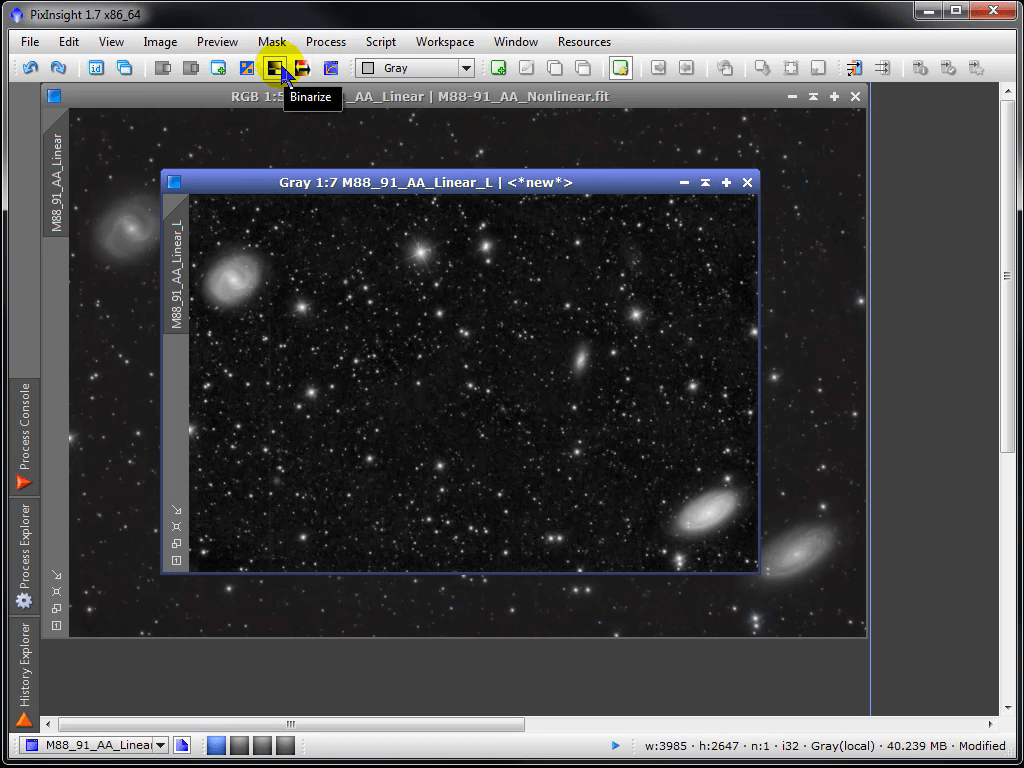 PixInsight 1.7 x86_64
File Edit View Image Preview Mask Process Script Workspace Window Resources
Gray
Binarize
RGB 1:5 _AA_Linear | M88-91_AA_Nonlinear.fit
M88_91_AA_Linear
Gray 1:7 M88_91_AA_Linear_L | <*new*>
M88_91_AA_Linear_L
Process Console
Process Explorer
History Explorer
M88_91_AA_Linear
w:3985 · h:2647 · n:1 · i32 · Gray(local) · 40.239 MB · Modified